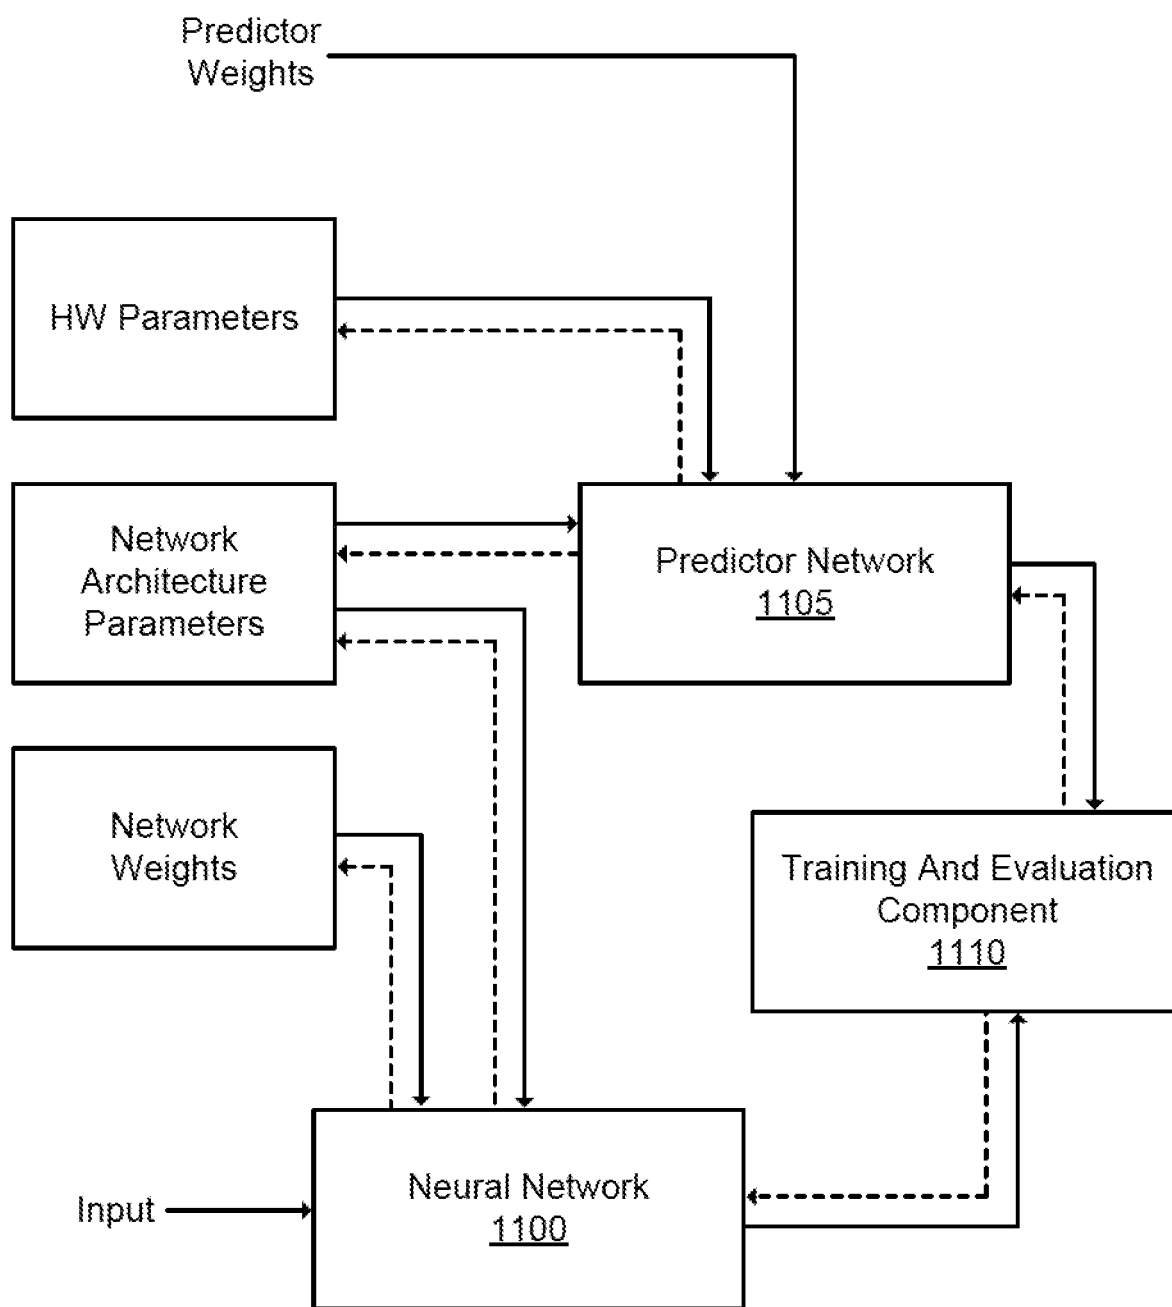 Predictor
Weights
HW Parameters
Network
Architecture
Parameters
Predictor Network
1105
Network
Weights
Training And Evaluation
Component
1110
Neural Network
1100
Input